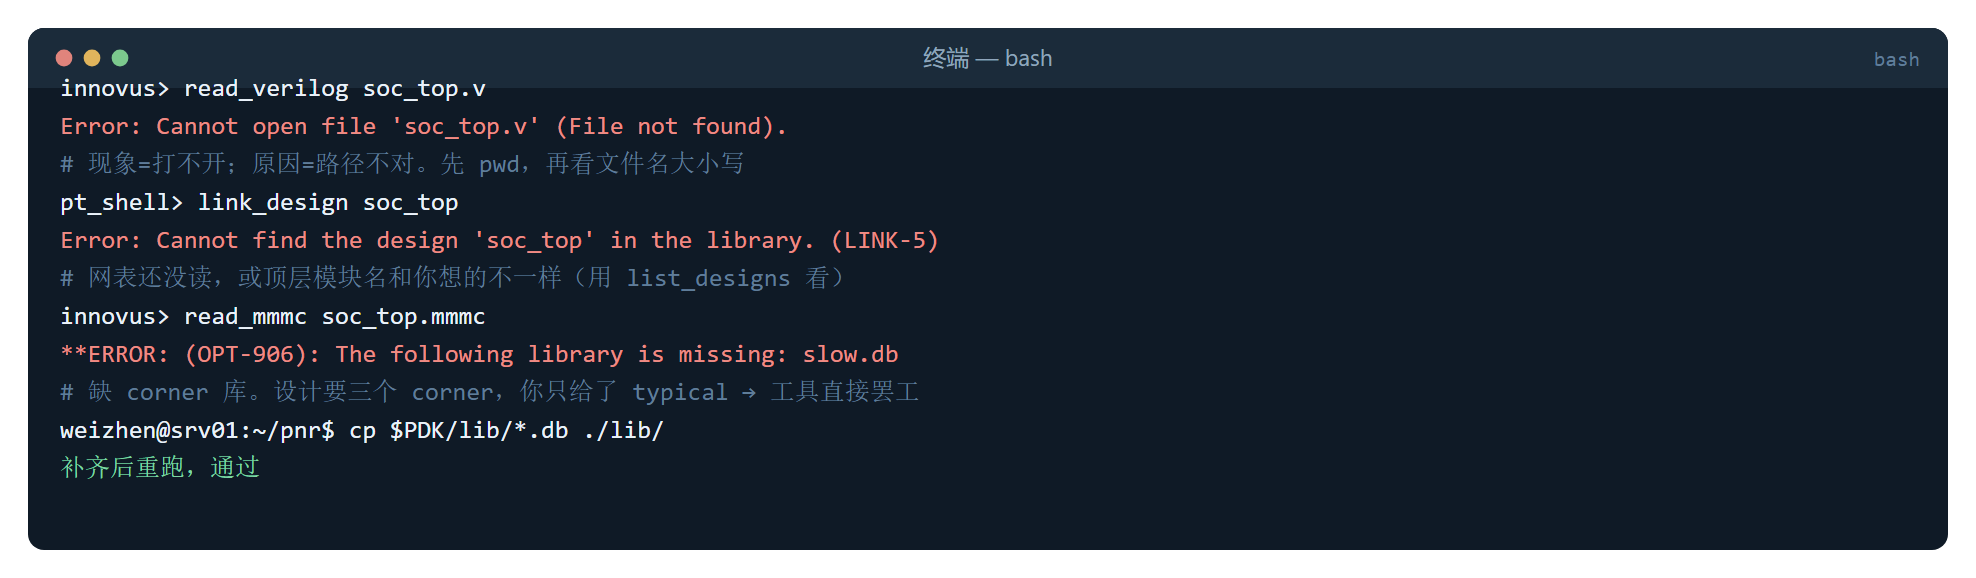 终端 — bash
bash
innovus> read_verilog soc_top.v
Error: Cannot open file 'soc_top.v' (File not found).
# 现象=打不开；原因=路径不对。先 pwd，再看文件名大小写
pt_shell> link_design soc_top
Error: Cannot find the design 'soc_top' in the library. (LINK-5)
# 网表还没读，或顶层模块名和你想的不一样（用 list_designs 看）
innovus> read_mmmc soc_top.mmmc
**ERROR: (OPT-906): The following library is missing: slow.db
# 缺 corner 库。设计要三个 corner，你只给了 typical → 工具直接罢工
weizhen@srv01:~/pnr$ cp $PDK/lib/*.db ./lib/
补齐后重跑，通过